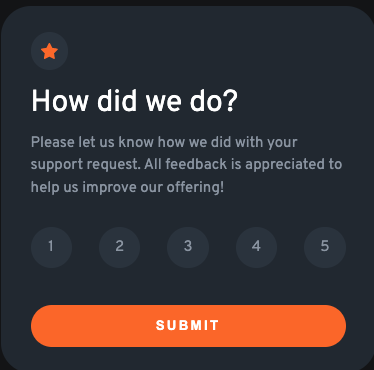 How did we do?
Please let us know how we did with your
support request. All feedback is appreciated to
help us improve our offering!
1 2 3 4 5
SUBMIT